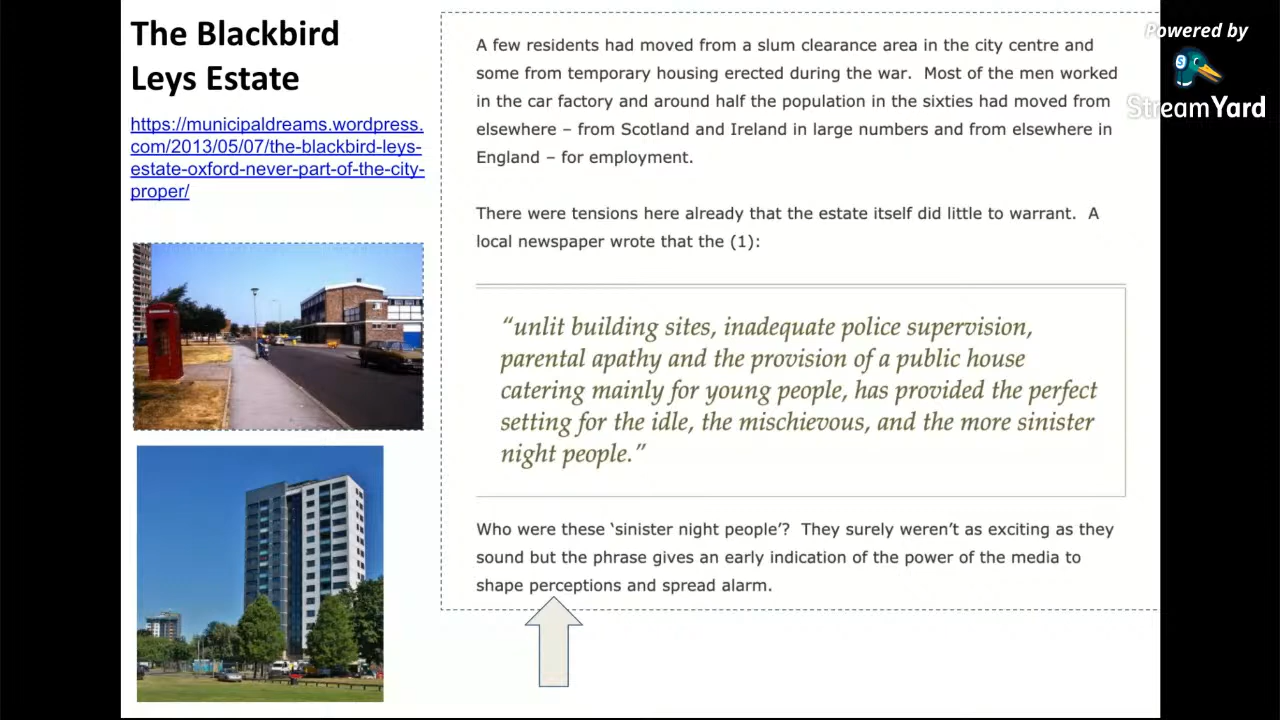 The Blackbird
Leys Estate
https://municipaldreams.wordpress.
com/2013/05/07/the-blackbird-leys-
estate-oxford-never-part-of-the-city-
proper/
A few residents had moved from a slum clearance area in the city centre and
some from temporary housing erected during the war.  Most of the men worked
in the car factory and around half the population in the sixties had moved from
elsewhere – from Scotland and Ireland in large numbers and from elsewhere in
England – for employment.
There were tensions here already that the estate itself did little to warrant.  A
local newspaper wrote that the (1):
“unlit building sites, inadequate police supervision,
parental apathy and the provision of a public house
catering mainly for young people, has provided the perfect
setting for the idle, the mischievous, and the more sinister
night people.”
Who were these ‘sinister night people’?  They surely weren’t as exciting as they
sound but the phrase gives an early indication of the power of the media to
shape perceptions and spread alarm.
Powered by
S
StreamYard